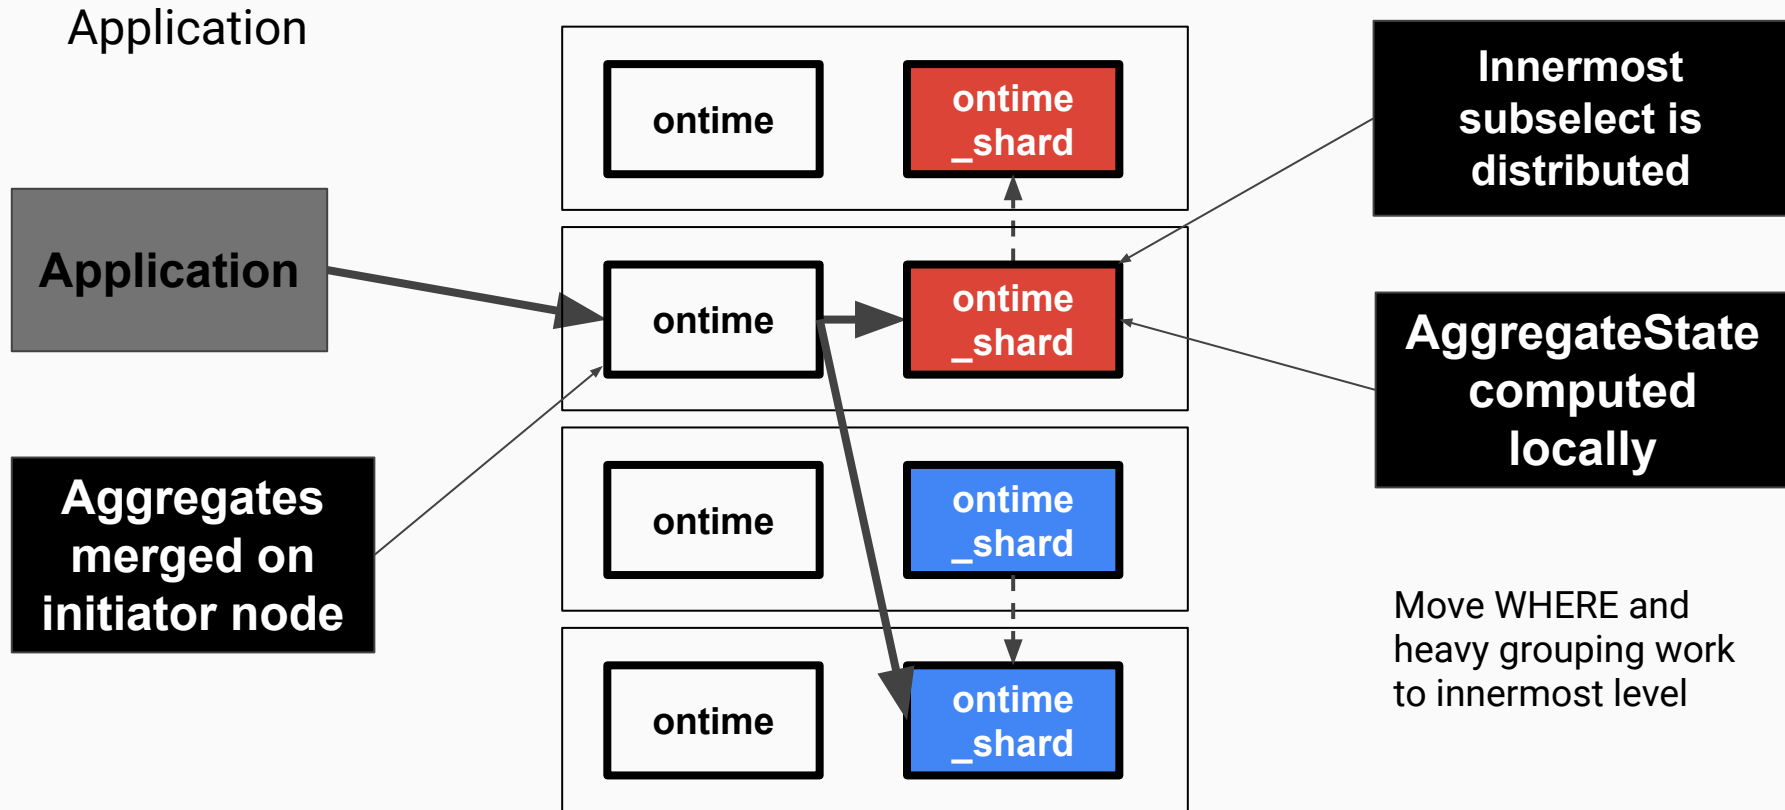 Application
Application
Aggregates
merged on
initiator node
ontime
ontime
_shard
ontime
ontime
_shard
ontime
ontime
_shard
ontime
ontime
_shard
Innermost
subselect is
distributed
AggregateState
computed
locally
Move WHERE and
heavy grouping work
to innermost level